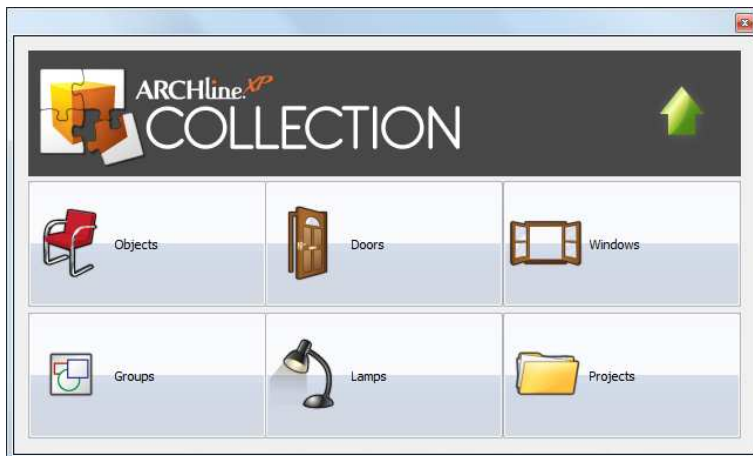 ARCHline.XP
COLLECTION
Objects
Doors
Windows
Groups
Lamps
Projects